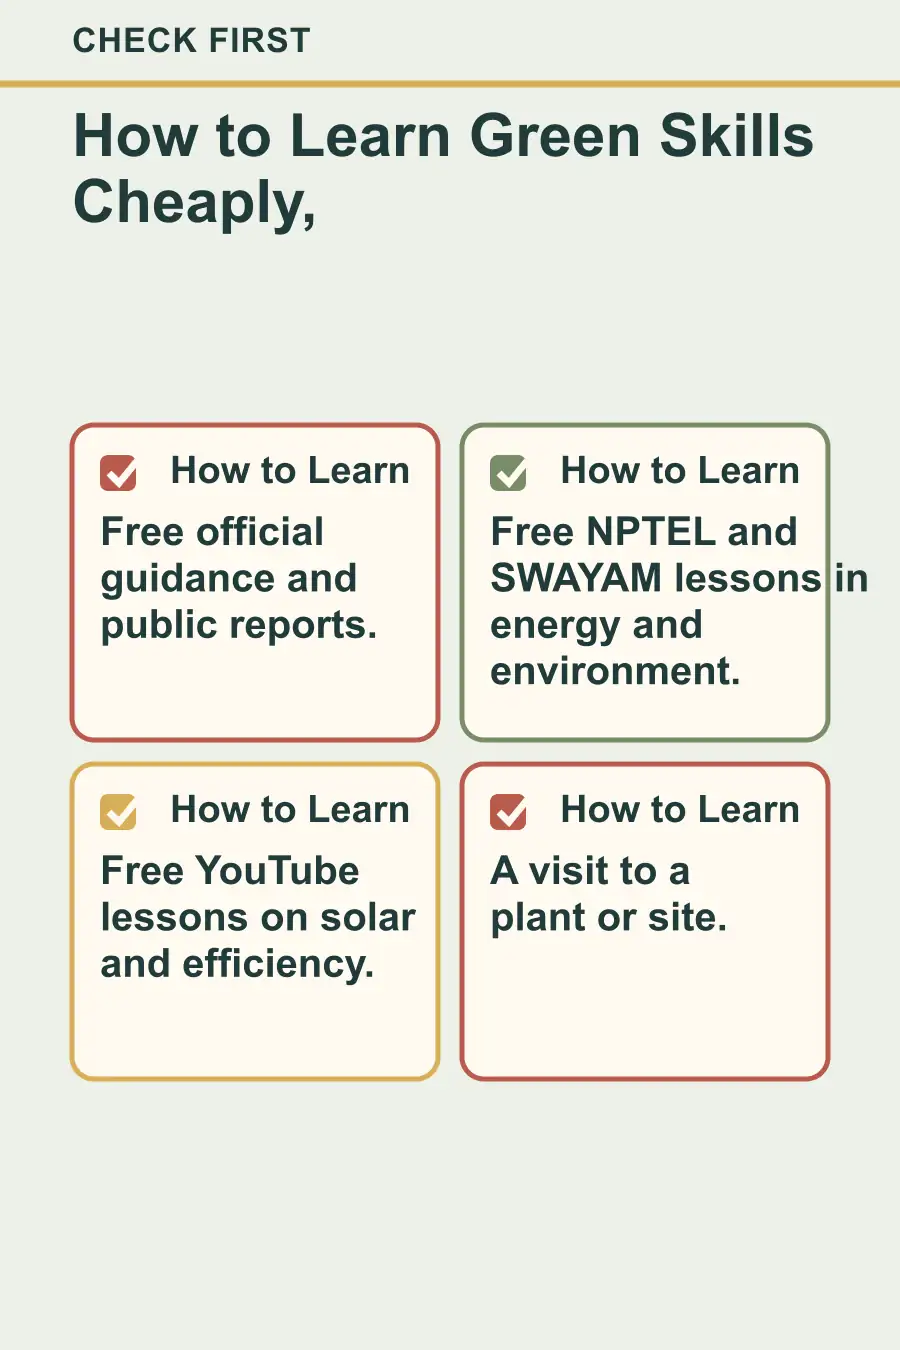 CHECK FIRST
How to Learn Green Skills
Cheaply,
How to Learn
Free official
guidance and
public reports.
How to Learn
Free NPTEL and
SWAYAM lessons in
energy and
environment.
How to Learn
Free YouTube
lessons on solar
and efficiency.
How to Learn
A visit to a
plant or site.